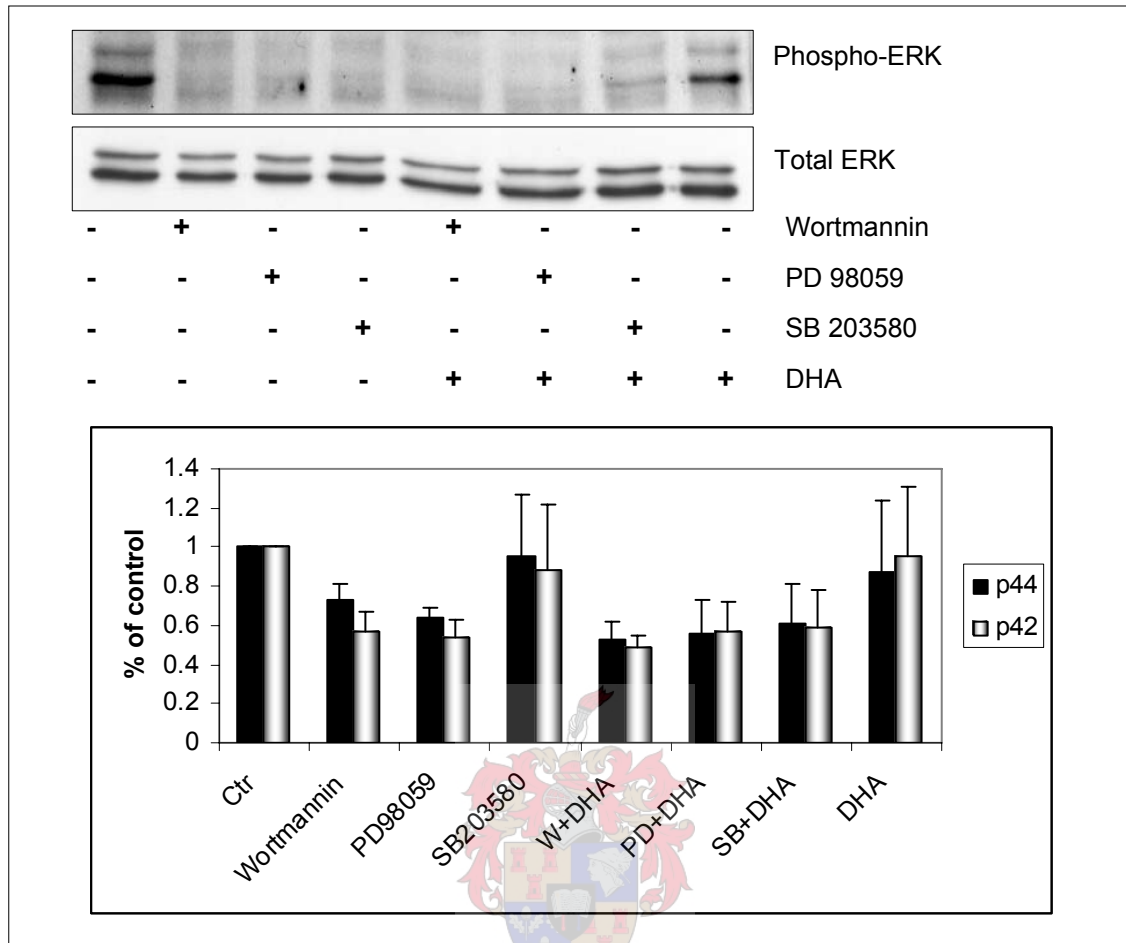 Phospho-ERK
Total ERK
- + - - + - - - Wortmannin
- - + - - + - - PD 98059
- - - + - - + - SB 203580
- - - - + + + + DHA
1.4
1.2
1
0.8
0.6
0.4
0.2
0
% of control
Ctr
Wortmannin
PD98059
SB203580
W+DHA
PD+DHA
SB+DHA
DHA
p44
p42